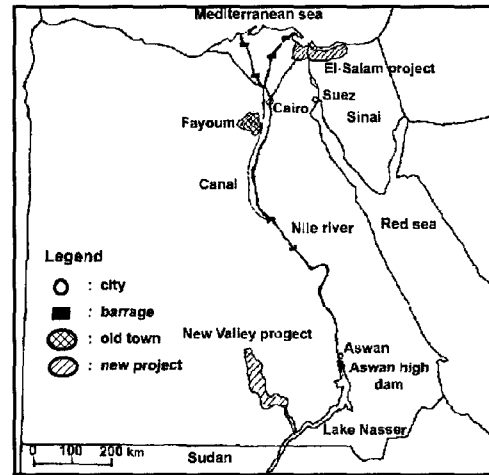 Mediterranean sea
El-Salam project
Cairo
Suez
Fayoum
Sinai
Canal
Red sea
Nile river
Legend
: city
: barrage
: old town
: new project
New Valley progect
Aswan
Aswan high
dam
Lake Nasser
0 100 200 km
Sudan